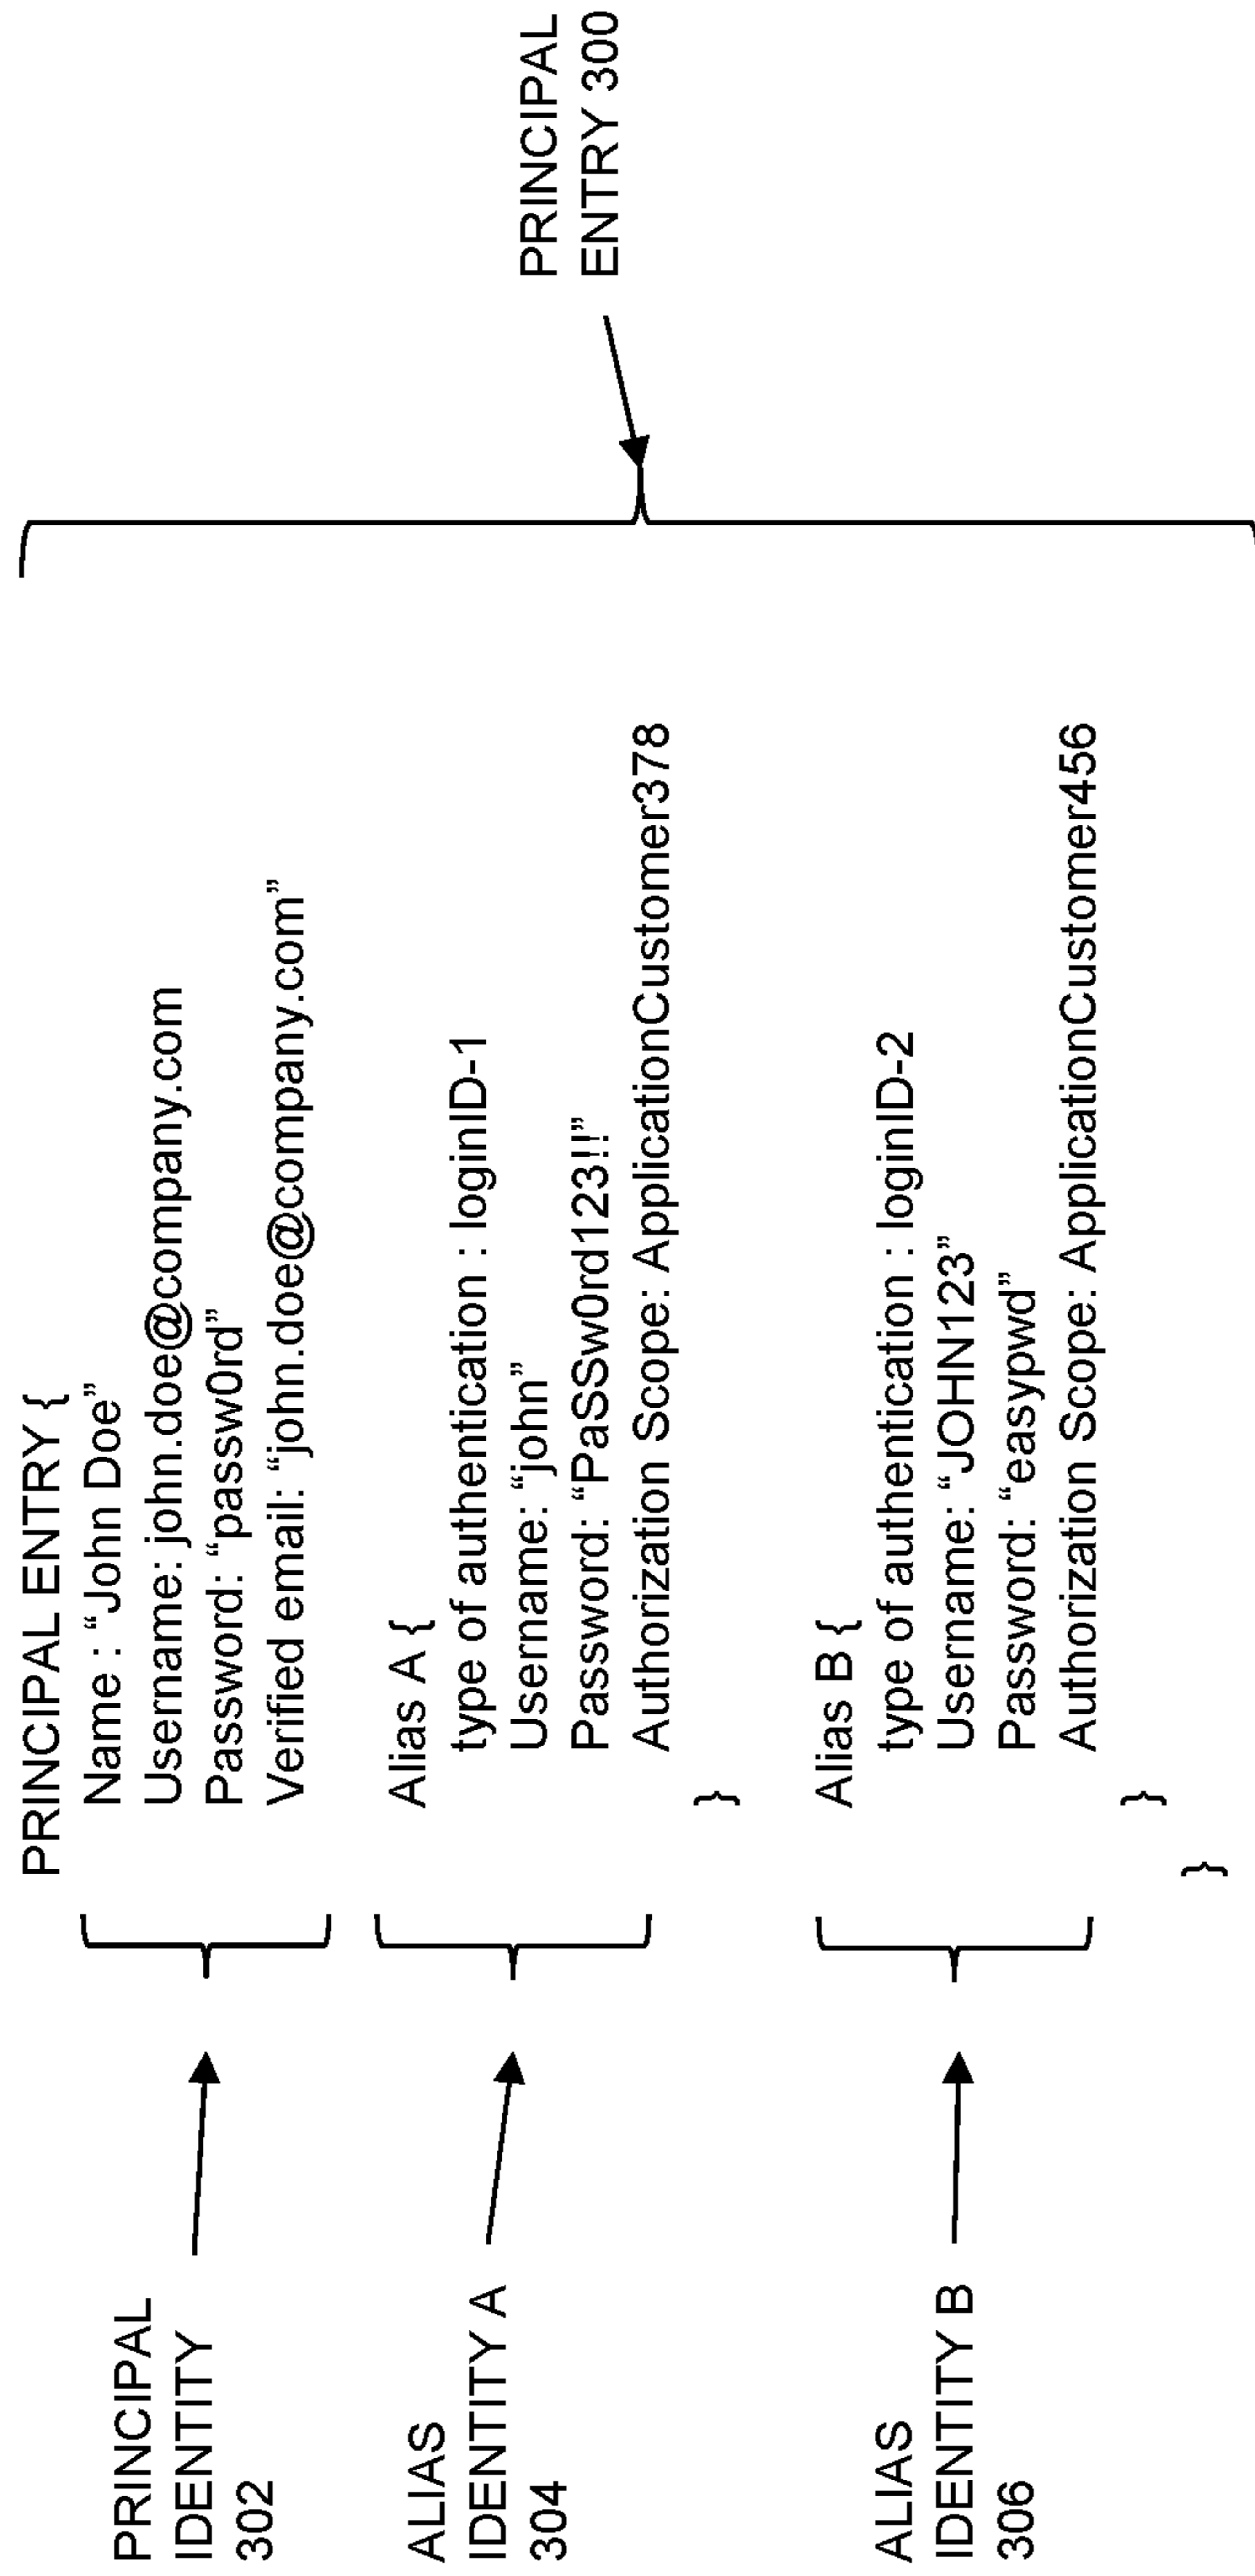 PRINCIPAL
IDENTITY
302
ALIAS
IDENTITY A
304
ALIAS
IDENTITY B
306
PRINCIPAL ENTRY {
Name : “John Doe”
Username: john.doe@company.com
Password: “passw0rd”
Verified email: “john.doe@company.com”
Alias A {
type of authentication : loginID-1
Username: “john”
Password: “PaSSw0rd123!!”
Authorization Scope: ApplicationCustomer378
}
Alias B {
type of authentication : loginID-2
Username: “JOHN123”
Password: “easypwd”
Authorization Scope: ApplicationCustomer456
}
}
PRINCIPAL
ENTRY 300